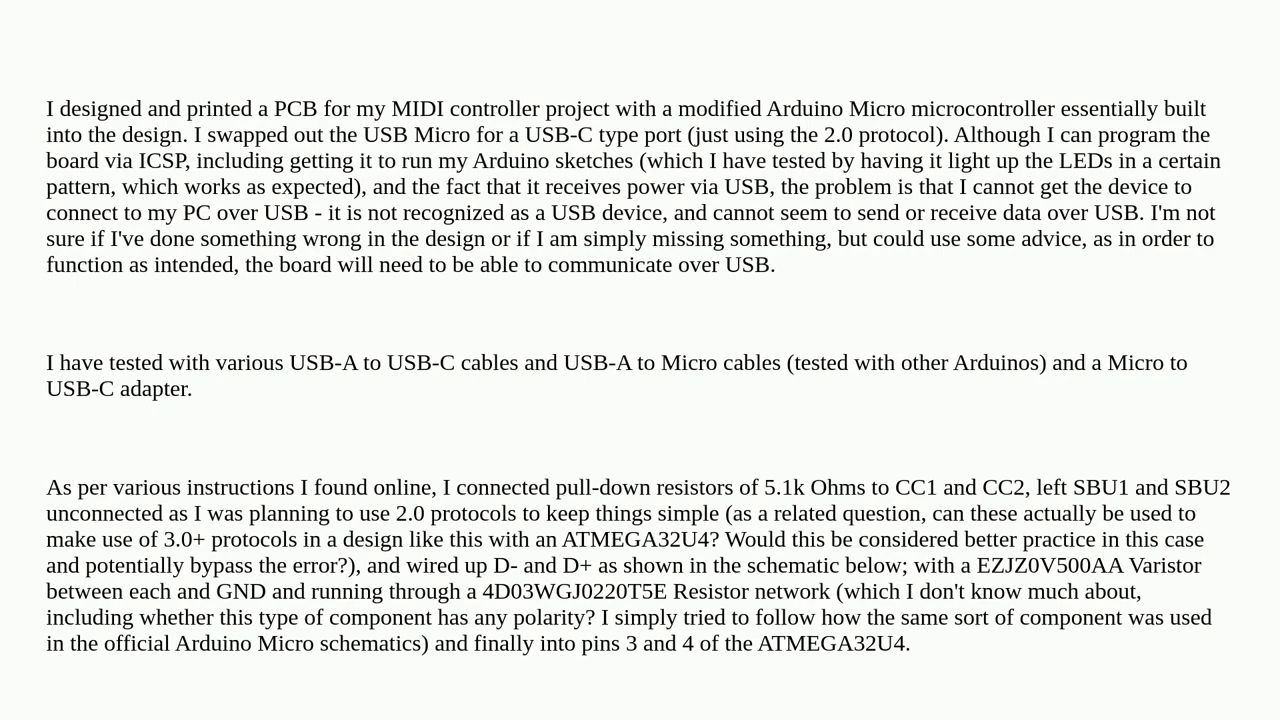 I designed and printed a PCB for my MIDI controller project with a modified Arduino Micro microcontroller essentially built
into the design. I swapped out the USB Micro for a USB-C type port (just using the 2.0 protocol). Although I can program the
board via ICSP, including getting it to run my Arduino sketches (which I have tested by having it light up the LEDs in a certain
pattern, which works as expected), and the fact that it receives power via USB, the problem is that I cannot get the device to
connect to my PC over USB - it is not recognized as a USB device, and cannot seem to send or receive data over USB. I'm not
sure if I've done something wrong in the design or if I am simply missing something, but could use some advice, as in order to
function as intended, the board will need to be able to communicate over USB.
I have tested with various USB-A to USB-C cables and USB-A to Micro cables (tested with other Arduinos) and a Micro to
USB-C adapter.
As per various instructions I found online, I connected pull-down resistors of 5.1k Ohms to CC1 and CC2, left SBU1 and SBU2
unconnected as I was planning to use 2.0 protocols to keep things simple (as a related question, can these actually be used to
make use of 3.0+ protocols in a design like this with an ATMEGA32U4? Would this be considered better practice in this case
and potentially bypass the error?), and wired up D- and D+ as shown in the schematic below; with a EZJZ0V500AA Varistor
between each and GND and running through a 4D03WGJ0220T5E Resistor network (which I don't know much about,
including whether this type of component has any polarity? I simply tried to follow how the same sort of component was used
in the official Arduino Micro schematics) and finally into pins 3 and 4 of the ATMEGA32U4.